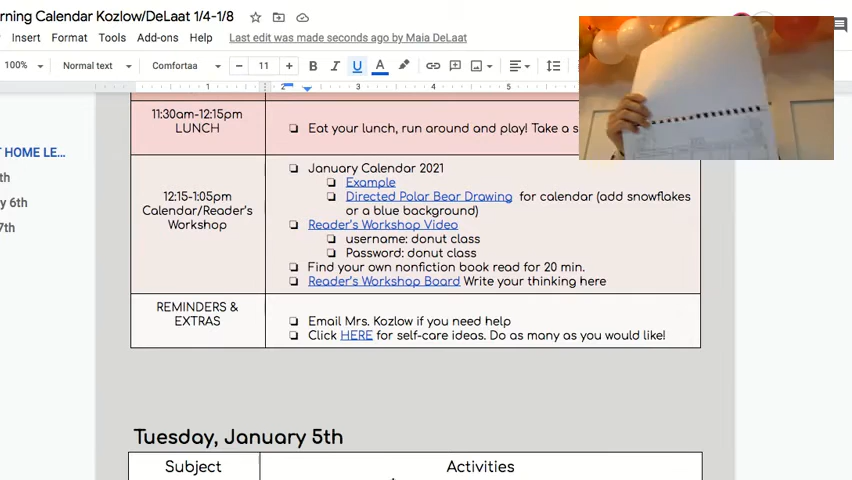 rning Calendar Kozlow/DeLaat 1/4-1/8
Insert Format Tools Add-ons Help Last edit was made seconds ago by Maia DeLaat
100% Normal text Comfortaa 11 B I U A
1 2 3 4 5
11:30am-12:15pm
LUNCH
Eat your lunch, run around and play! Take a s
T HOME LE...
th
y 6th
7th
12:15-1:05pm
Calendar/Reader's
Workshop
January Calendar 2021
Example
Directed Polar Bear Drawing for calendar (add snowflakes
or a blue background)
Reader's Workshop Video
username: donut class
Password: donut class
Find your own nonfiction book read for 20 min.
Reader's Workshop Board Write your thinking here
REMINDERS &
EXTRAS
Email Mrs. Kozlow if you need help
Click HERE for self-care ideas. Do as many as you would like!
Tuesday, January 5th
Subject Activities